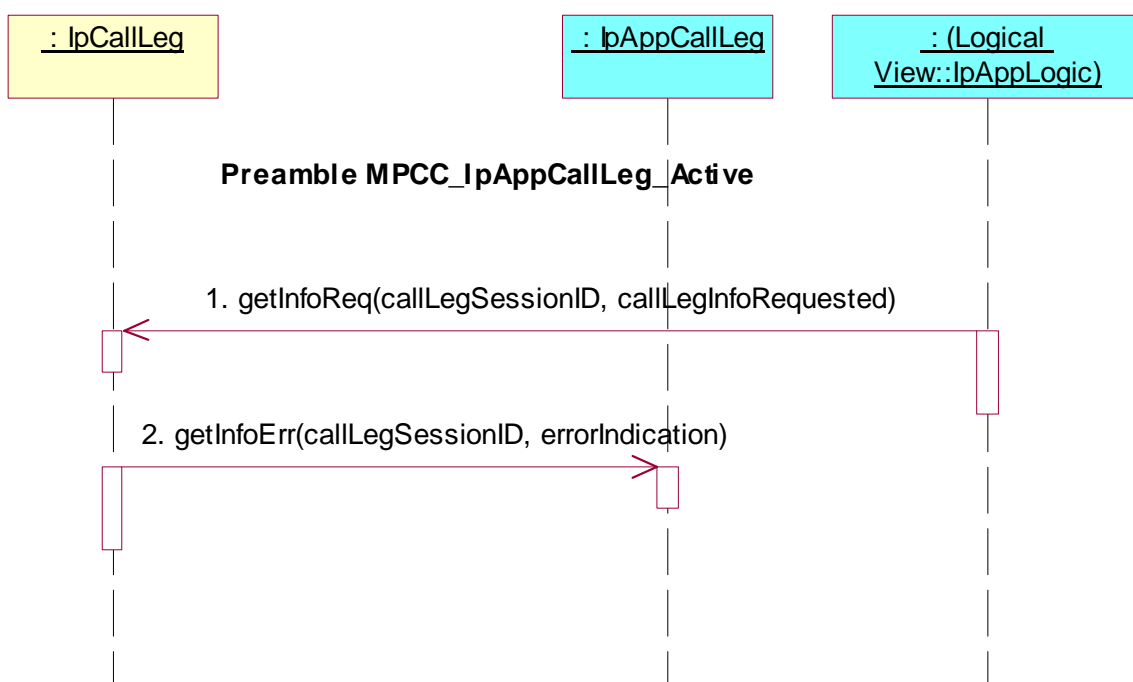 : IpCallLeg
: IpAppCallLeg
: (Logical
View::IpAppLogic)
Preamble MPCC_IpAppCallLeg_Active
1. getInfoReq(callLegSessionID, callLegInfoRequested)
2. getInfoErr(callLegSessionID, errorIndication)